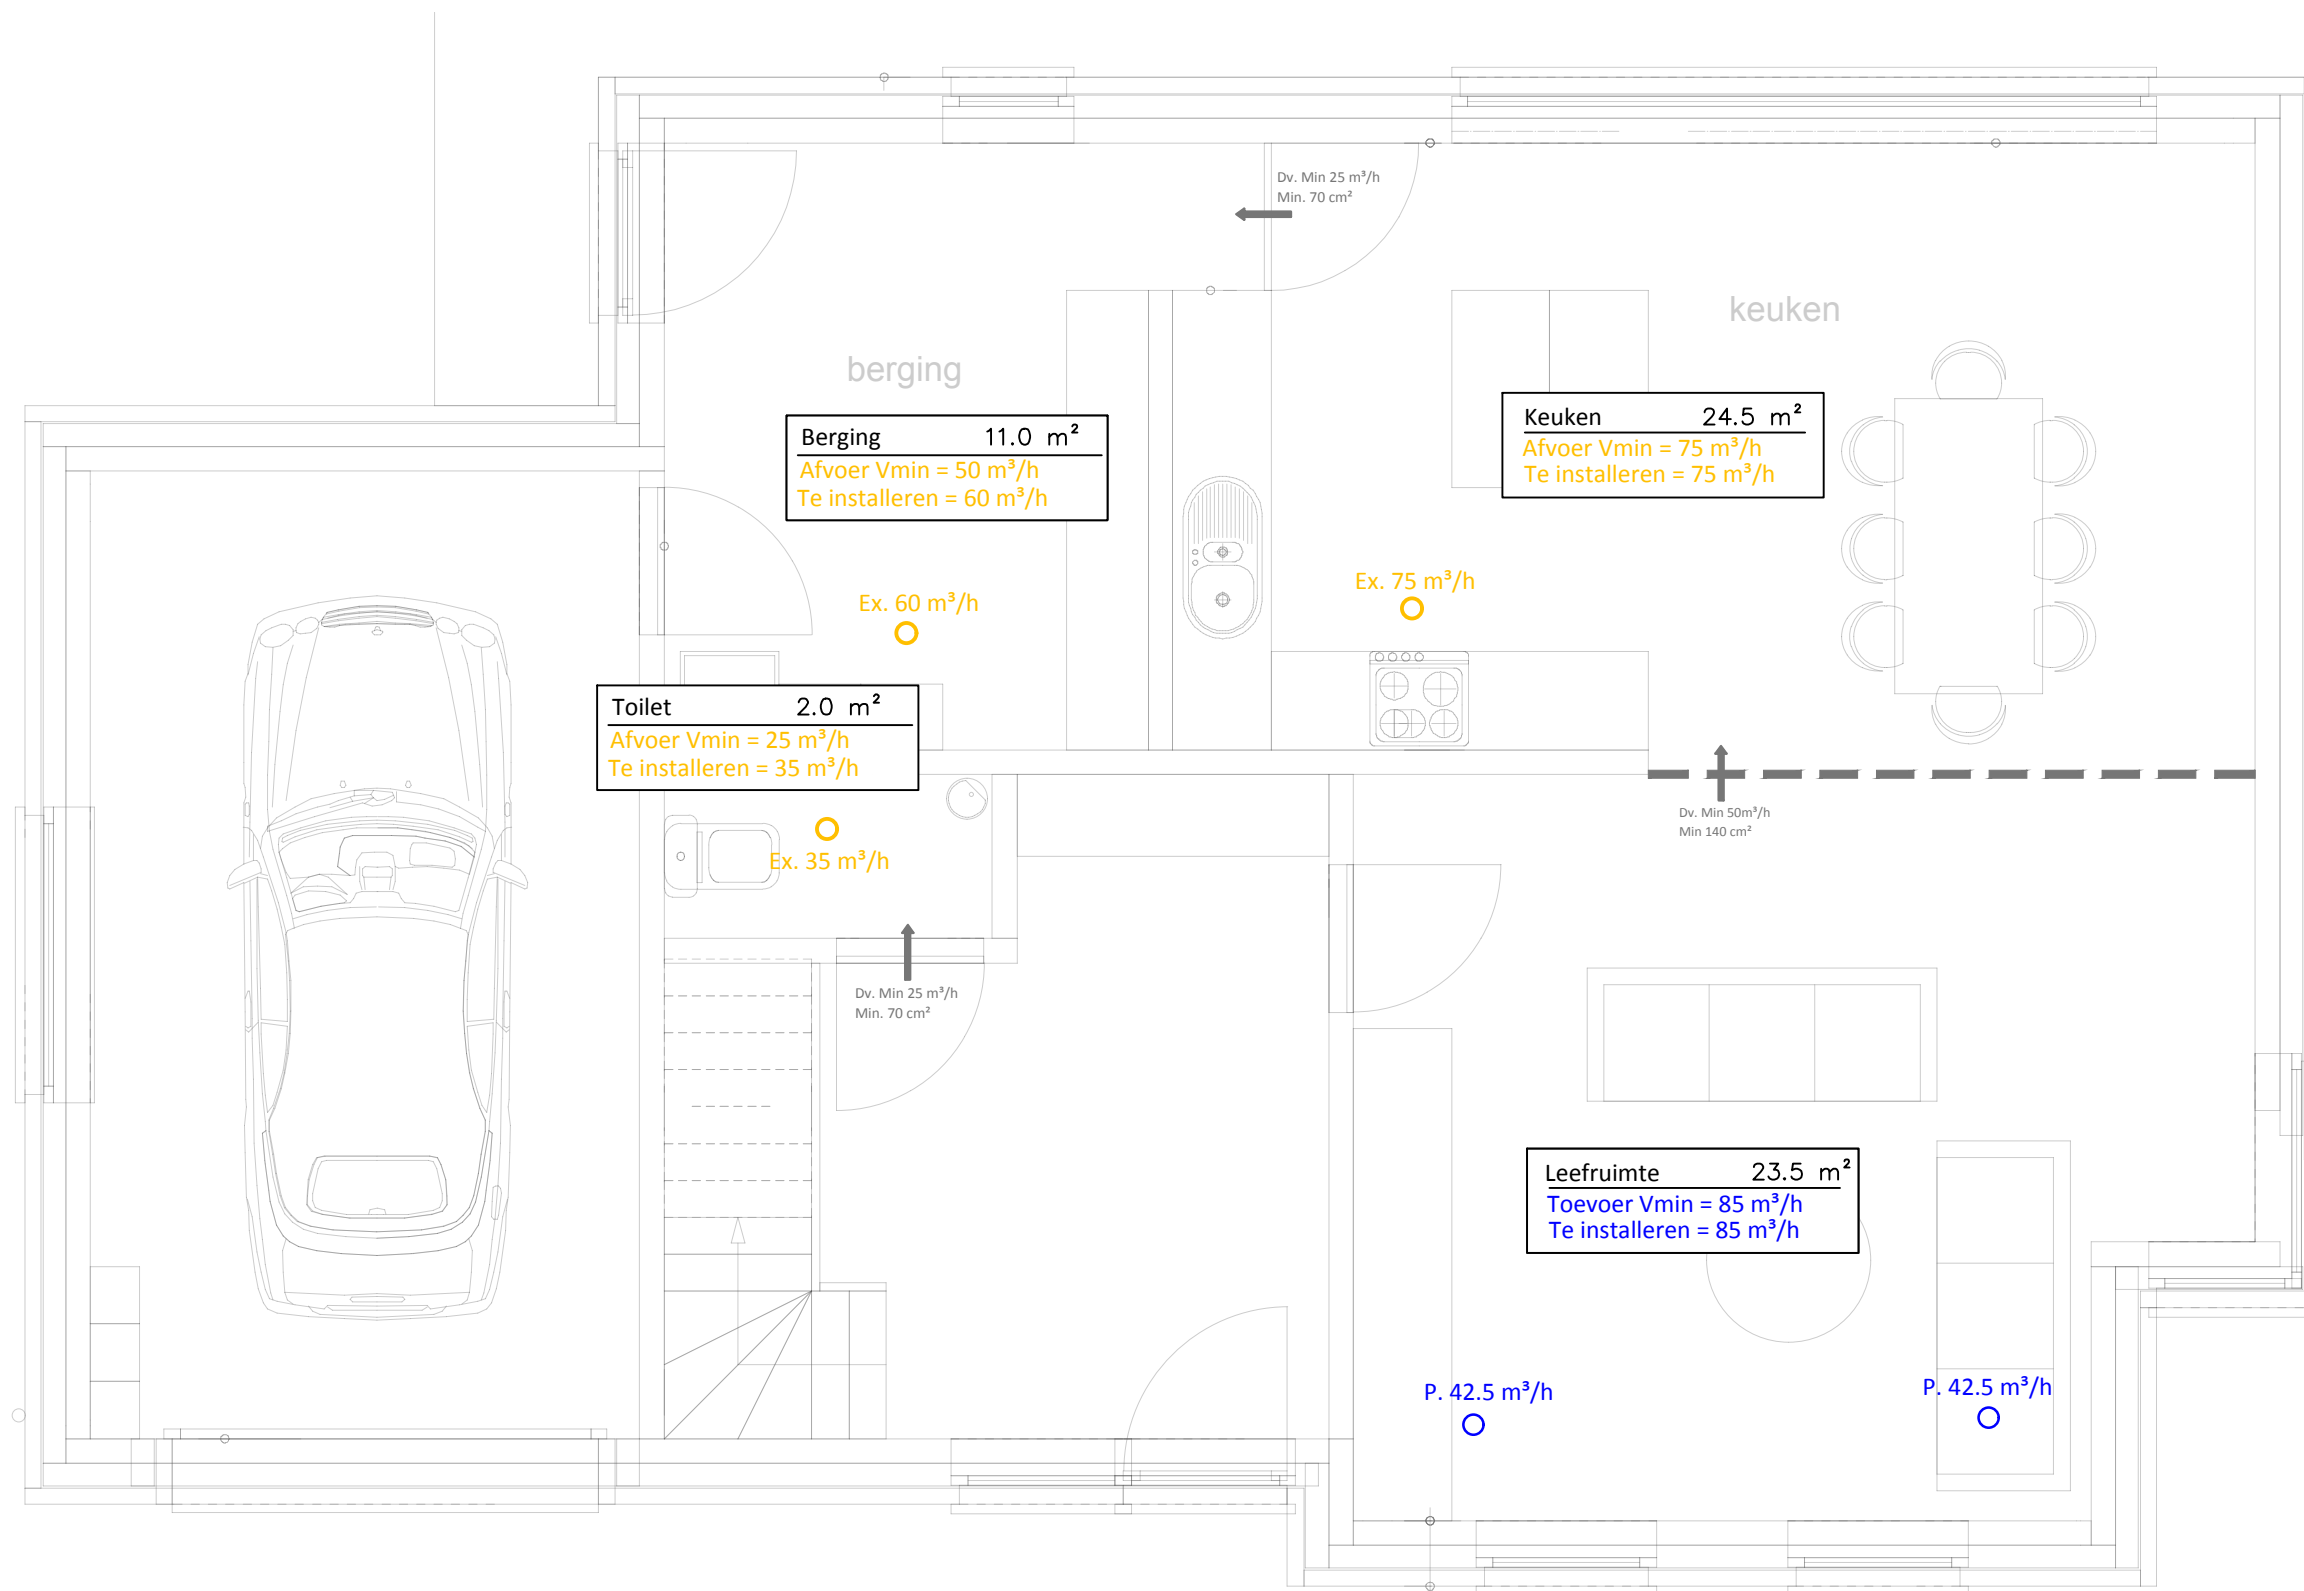 Dv. Min 25 m³/h
Min. 70 cm²
keuken
berging
Keuken 24.5 m²
Afvoer Vmin = 75 m³/h
Te installeren = 75 m³/h
Berging 11.0 m²
Afvoer Vmin = 50 m³/h
Te installeren = 60 m³/h
Ex. 75 m³/h
Ex. 60 m³/h
Toilet 2.0 m²
Afvoer Vmin = 25 m³/h
Te installeren = 35 m³/h
Dv. Min 50m³/h
Min 140 cm²
Ex. 35 m³/h
Dv. Min 25 m³/h
Min. 70 cm²
Leefruimte 23.5 m²
Toevoer Vmin = 85 m³/h
Te installeren = 85 m³/h
P. 42.5 m³/h
P. 42.5 m³/h